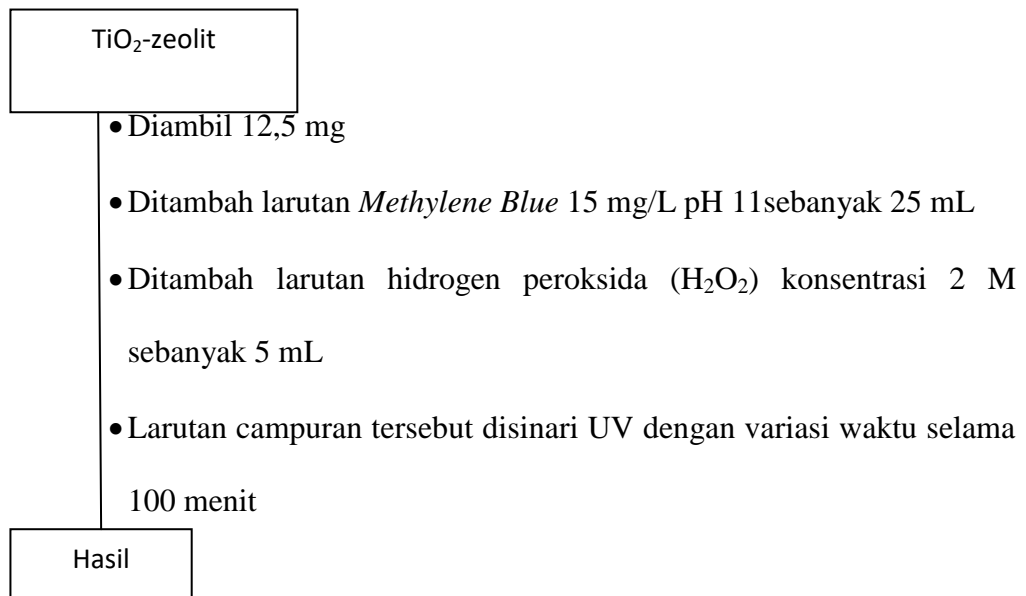 TiO₂-zeolit
• Diambil 12,5 mg
• Ditambah larutan Methylene Blue 15 mg/L pH 11sebanyak 25 mL
• Ditambah larutan hidrogen peroksida (H₂O₂) konsentrasi 2 M
sebanyak 5 mL
• Larutan campuran tersebut disinari UV dengan variasi waktu selama
100 menit
Hasil